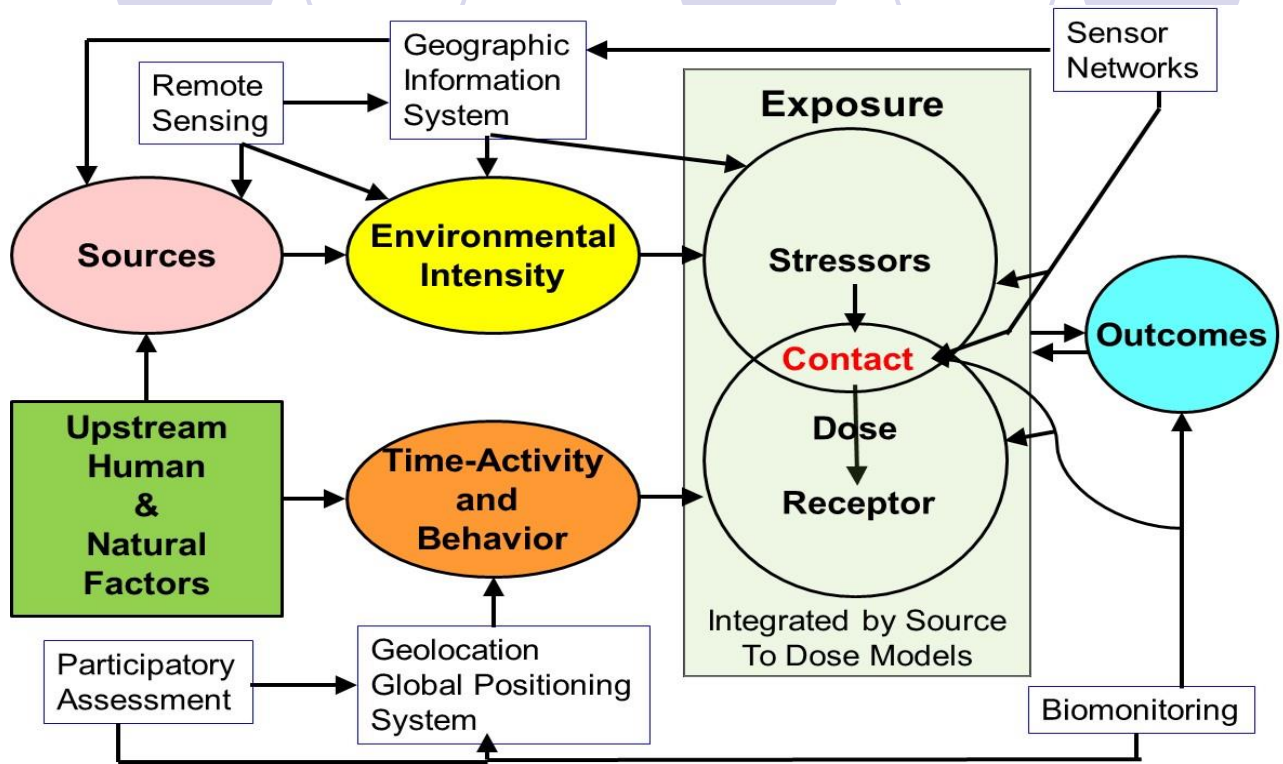 Geographic
Information
System
Sensor
Networks
Remote
Sensing
Exposure
Sources
Environmental
Intensity
Stressors
Contact
Outcomes
Upstream
Human
&
Natural
Factors
Time-Activity
and
Behavior
Dose
Receptor
Integrated by Source
To Dose Models
Participatory
Assessment
Geolocation
Global Positioning
System
Biomonitoring